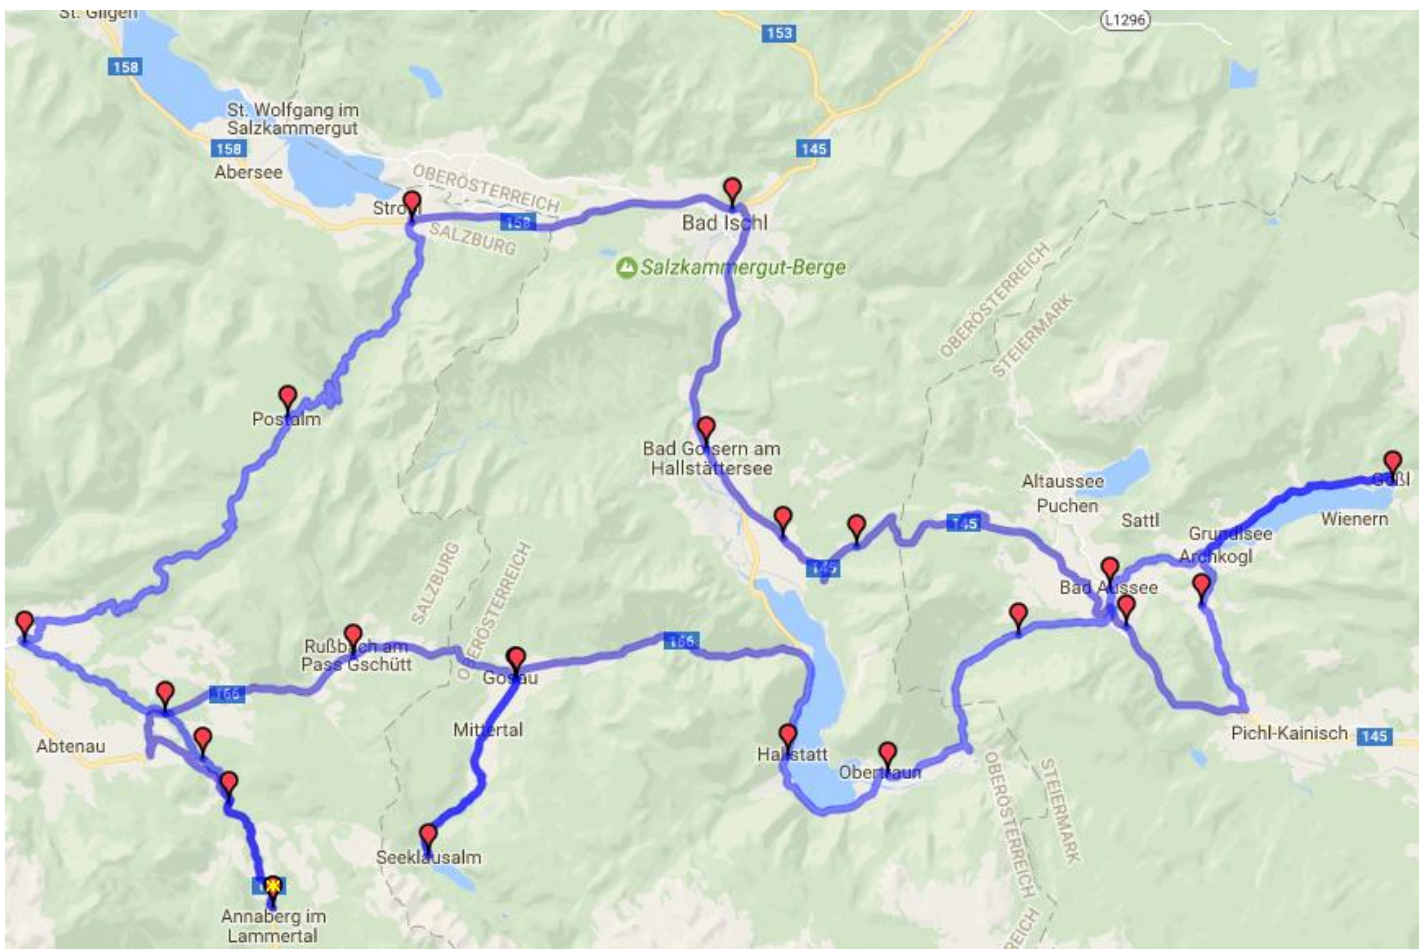 St. Gilgen
L1296
153
158
St. Wolfgang im
Salzkammergut
158
145
Abersee
OBERÖSTERREICH
Strobl
158
SALZBURG
Bad Ischl
Salzkammergut-Berge
OBERÖSTERREICH
STEIERMARK
Postalm
Bad Goisern am
Hallstättersee
Altaussee
Puchen
Gößl
Sattl
Wienern
145
Grundlsee
Archkogl
145
Bad Aussee
SALZBURG
OBERÖSTERREICH
Rußbach am
Pass Gschütt
166
Gosau
166
Mittertal
Abtenau
Hallstatt
Obertraun
Pichl-Kainisch
145
OBERÖSTERREICH
STEIERMARK
Seeklausalm
Annaberg im
Lammertal